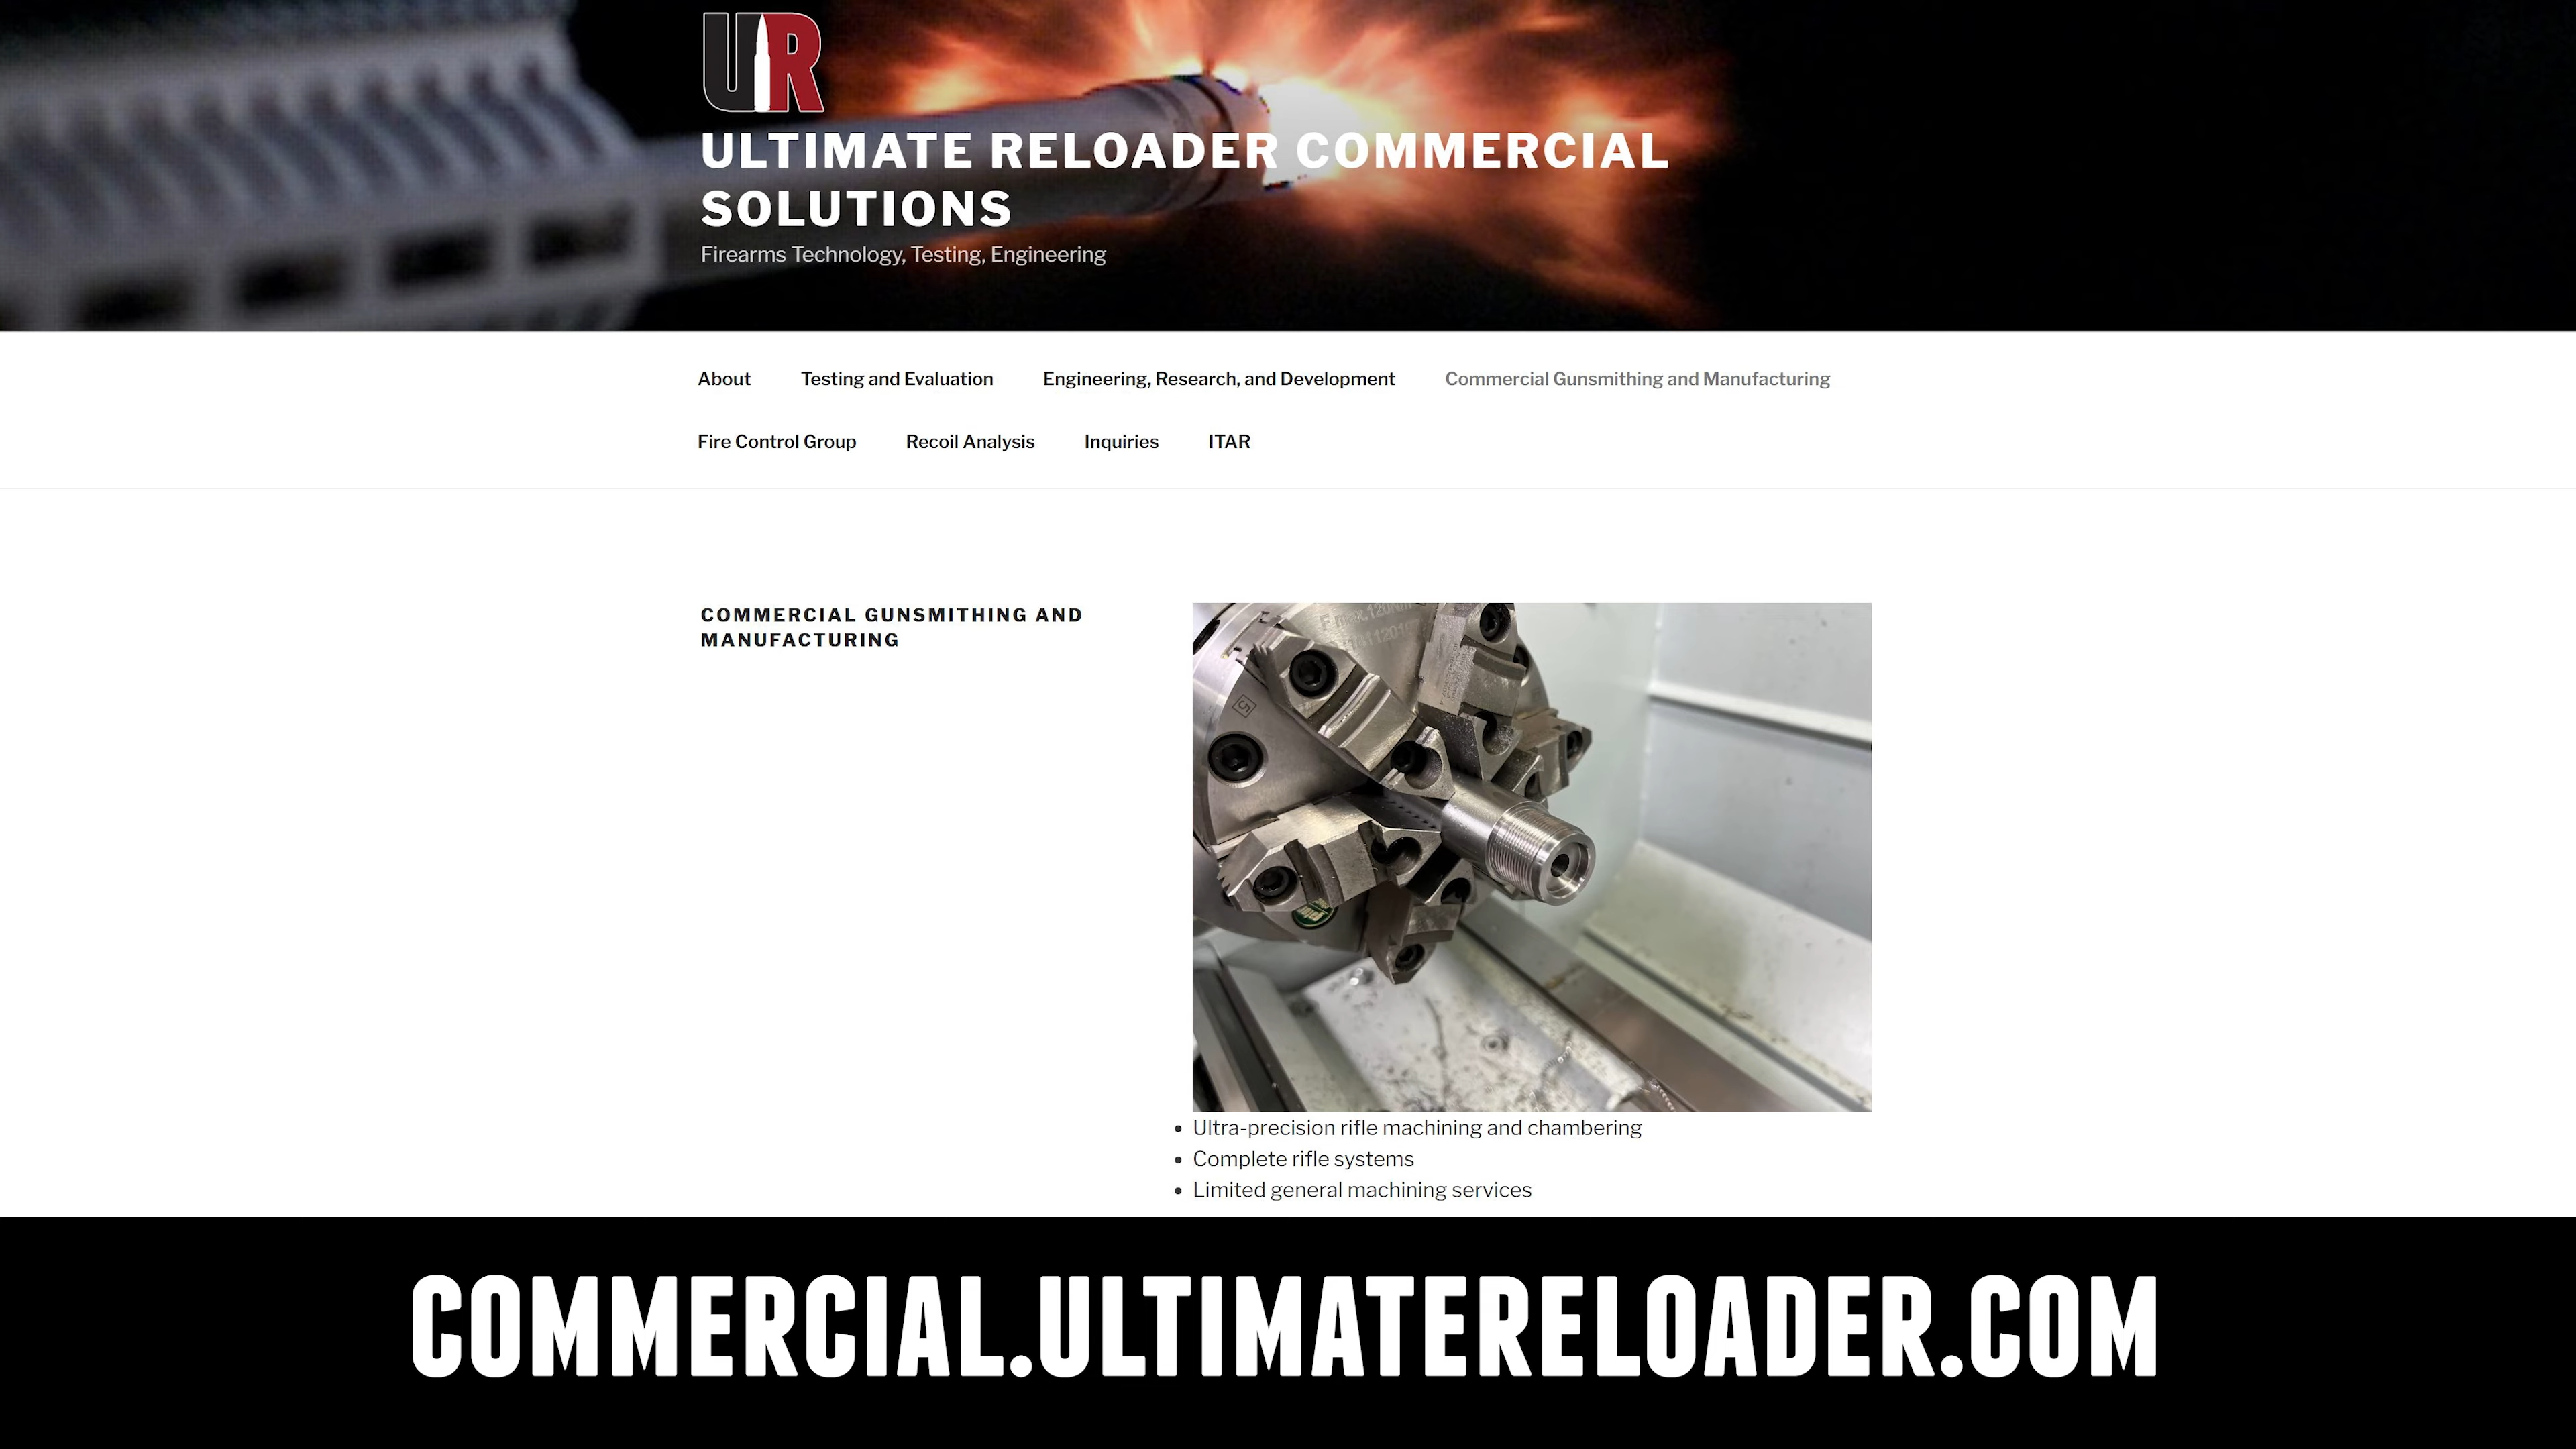 UR
ULTIMATE RELOADER COMMERCIAL
SOLUTIONS
Firearms Technology, Testing, Engineering
About Testing and Evaluation Engineering, Research, and Development Commercial Gunsmithing and Manufacturing
Fire Control Group Recoil Analysis Inquiries ITAR
COMMERCIAL GUNSMITHING AND
MANUFACTURING
5
Ultra-precision rifle machining and chambering
Complete rifle systems
Limited general machining services
COMMERCIAL.ULTIMATERELOADER.COM